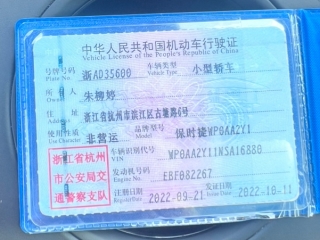 中华人民共和国机动车行驶证
Vehicle License of the People's Republic of China
号牌号码 浙AD35600 车辆类型 小型轿车
Plate No. Vehicle Type
所有人 朱柳婷
Owner
住址 浙江省杭州市滨江区古塘路6号
Address
使用性质 非营运 品牌型号 保时捷WP0AA2Y1
Use Character Model
浙江省杭州 车辆识别代号 WP0AA2Y11NSA16880
市公安局交 VIN
通警察支队 发动机号码 EBF082267
Engine No.
注册日期 2022-09-21 发证日期 2022-10-11
Register Date Issue Date